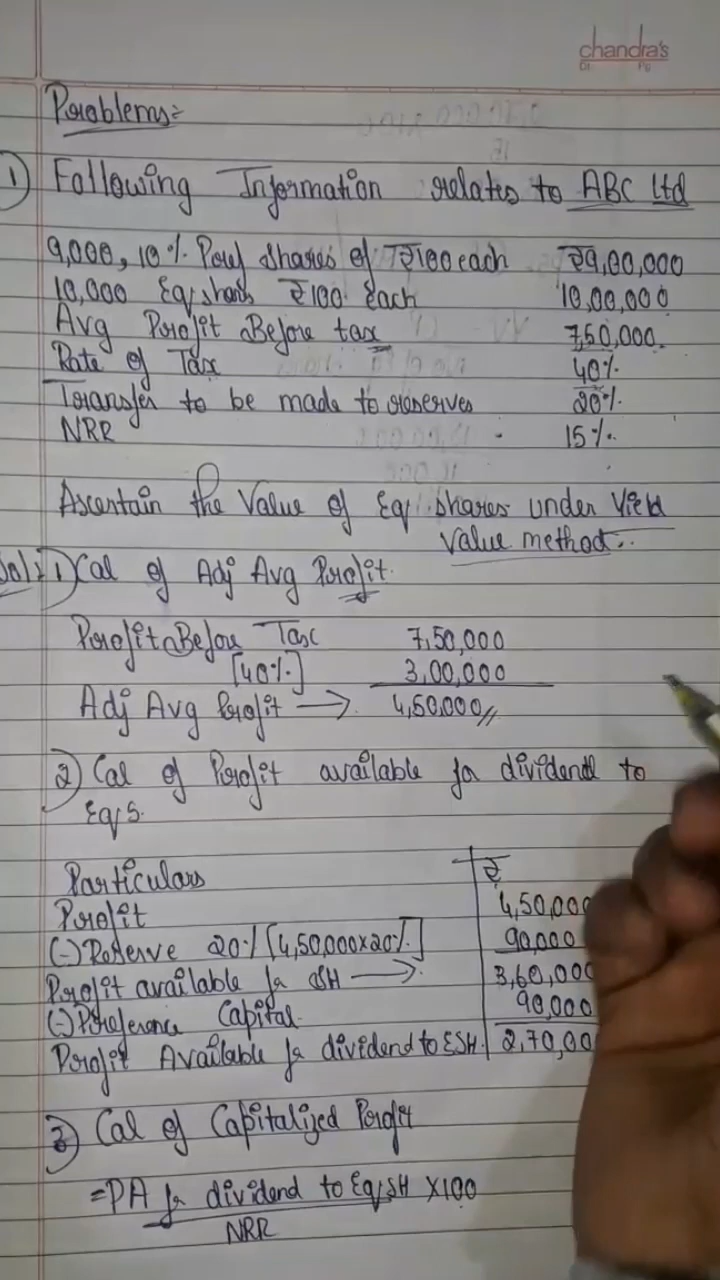 chandra's
Problems:
1) Following Information relates to ABC Ltd
9,000, 10% Pref shares of ₹100 each ₹9,00,000
10,000 Eq shares ₹100 Each 10,00,000
Avg Profit Before tax 7,50,000
Rate of Tax 40%
Transfer to be made to reserves 20%
NRR - 15%
Ascertain the Value of Eq shares under Yield
Value method..
Sol: 1) Cal of Adj Avg Profit.
Profit Before Tax 7,50,000
[40%] 3,00,000
Adj Avg Profit → 4,50,000//
2) Cal of Profit available for dividend to
Eq S.
Particulars ₹
Profit 4,50,000
(-) Reserve 20% [4,50,000x20%] 90,000
Profit available for SH → 3,60,000
(-) Preference Capital 90,000
Profit Available for dividend to ESH 2,70,00
3) Cal of Capitalized Profit
= PA for dividend to Eq SH X100
NRR